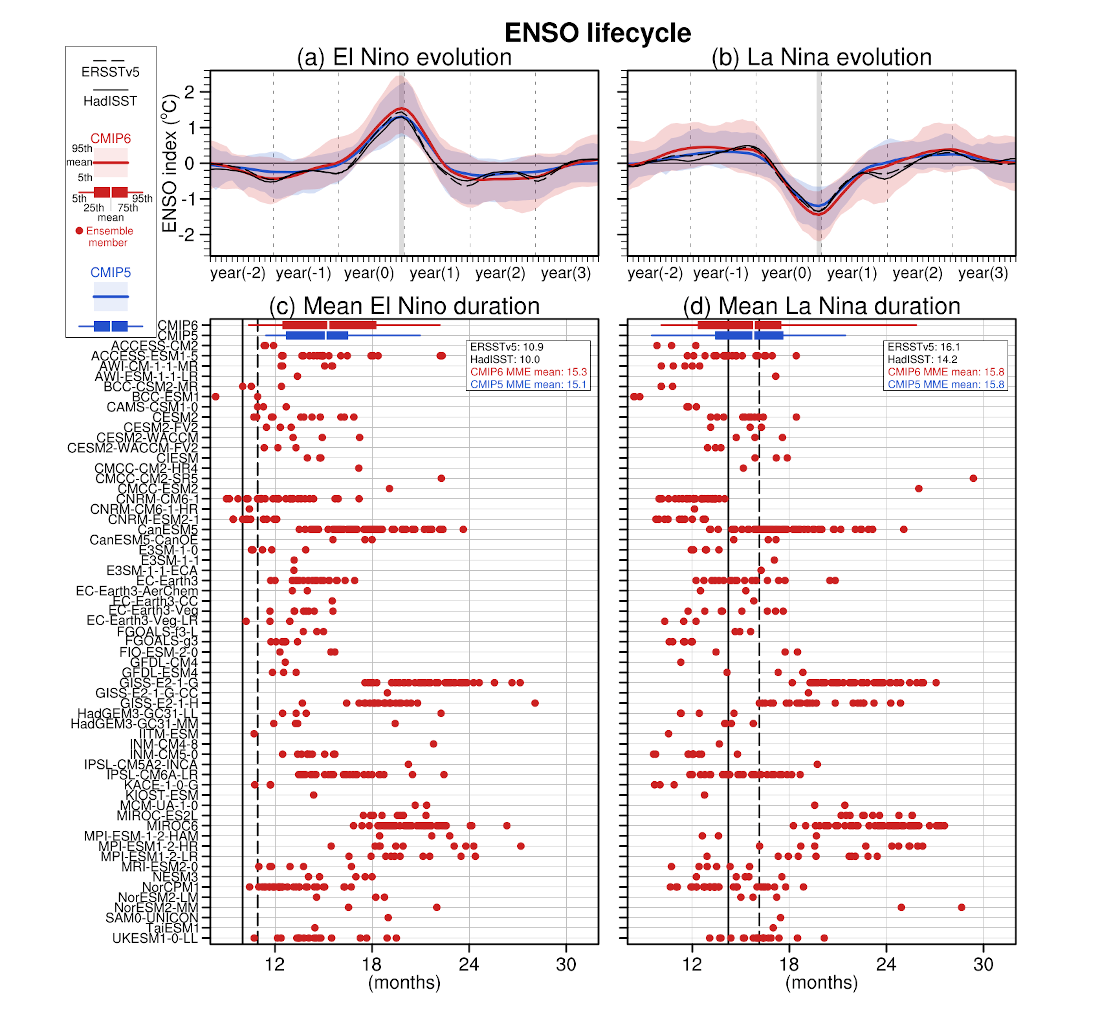 ENSO lifecycle
(a) El Nino evolution
(b) La Nina evolution
ERSSTv5
HadISST
CMIP6
95th
mean
5th
5th 95th
25th 75th
mean
Ensemble
member
CMIP5
ENSO index (°C)
2
1
0
-1
-2
year(-2) year(-1) year(0) year(1) year(2) year(3)
year(-2) year(-1) year(0) year(1) year(2) year(3)
(c) Mean El Nino duration
(d) Mean La Nina duration
CMIP6
CMIP5
ACCESS-CM2
ACCESS-ESM1-5
AWI-CM-1-1-MR
AWI-ESM-1-1-LR
BCC-CSM2-MR
BCC-ESM1
CAMS-CSM1-0
CESM2
CESM2-FV2
CESM2-WACCM
CESM2-WACCM-FV2
CIESM
CMCC-CM2-HR4
CMCC-CM2-SR5
CMCC-ESM2
CNRM-CM6-1
CNRM-CM6-1-HR
CNRM-ESM2-1
CanESM5
CanESM5-CanOE
E3SM-1-0
E3SM-1-1
E3SM-1-1-ECA
EC-Earth3
EC-Earth3-AerChem
EC-Earth3-CC
EC-Earth3-Veg
EC-Earth3-Veg-LR
FGOALS-f3-L
FGOALS-g3
FIO-ESM-2-0
GFDL-CM4
GFDL-ESM4
GISS-E2-1-G
GISS-E2-1-G-CC
GISS-E2-1-H
HadGEM3-GC31-LL
HadGEM3-GC31-MM
IITM-ESM
INM-CM4-8
INM-CM5-0
IPSL-CM5A2-INCA
IPSL-CM6A-LR
KACE-1-0-G
KIOST-ESM
MCM-UA-1-0
MIROC-ES2L
MIROC6
MPI-ESM-1-2-HAM
MPI-ESM1-2-HR
MPI-ESM1-2-LR
MRI-ESM2-0
NESM3
NorCPM1
NorESM2-LM
NorESM2-MM
SAM0-UNICON
TaiESM1
UKESM1-0-LL
ERSSTv5: 10.9
HadISST: 10.0
CMIP6 MME mean: 15.3
CMIP5 MME mean: 15.1
ERSSTv5: 16.1
HadISST: 14.2
CMIP6 MME mean: 15.8
CMIP5 MME mean: 15.8
12 18 24 30
(months)
12 18 24 30
(months)